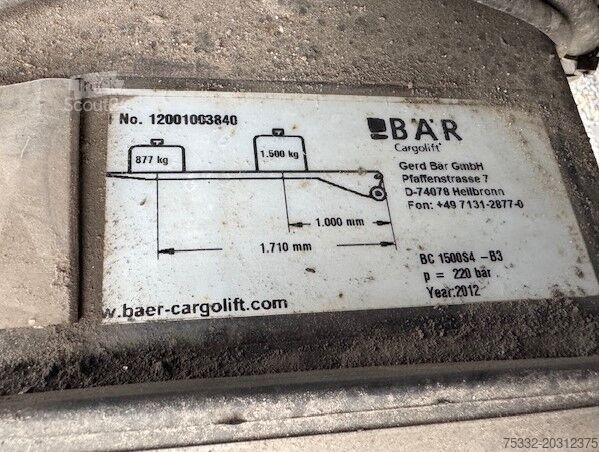 Truck
Scout24
No. 12001003840
BÄR
Cargolift
877 kg
1.500 kg
Gerd Bär GmbH
Pfaffenstrasse 7
D-74078 Heilbronn
Fon: +49 7131-2877-0
1.000 mm
1.710 mm
BC 1500S4 -B3
p = 220 bar
Year:2012
w.baer-cargolift.com
75332-20312375